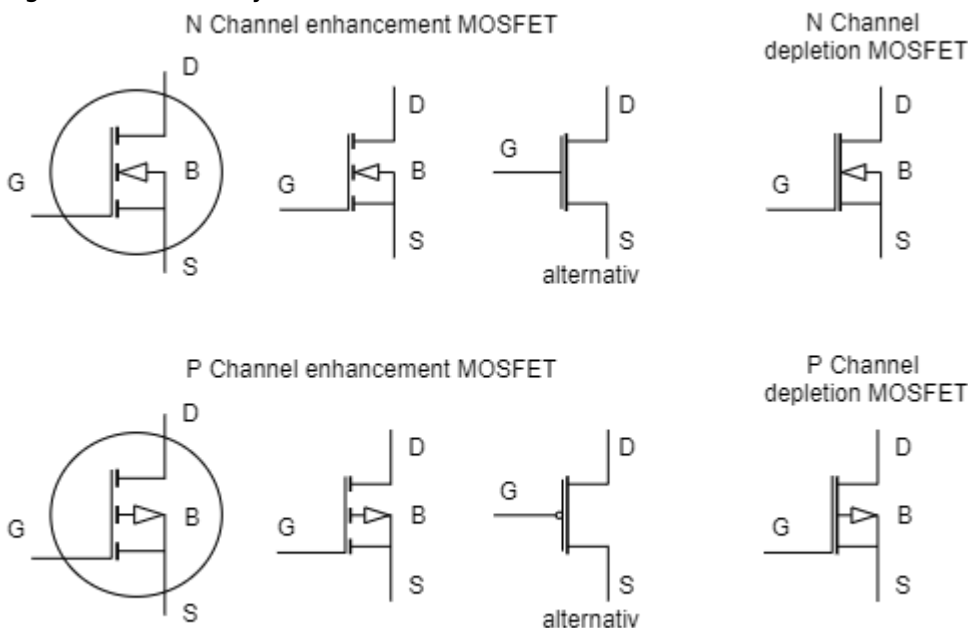 N Channel enhancement MOSFET
N Channel
depletion MOSFET
D
G
B
S
D
G
B
S
G
D
S
alternativ
D
G
B
S
P Channel enhancement MOSFET
P Channel
depletion MOSFET
D
G
B
S
D
G
B
S
G
D
S
alternativ
D
G
B
S